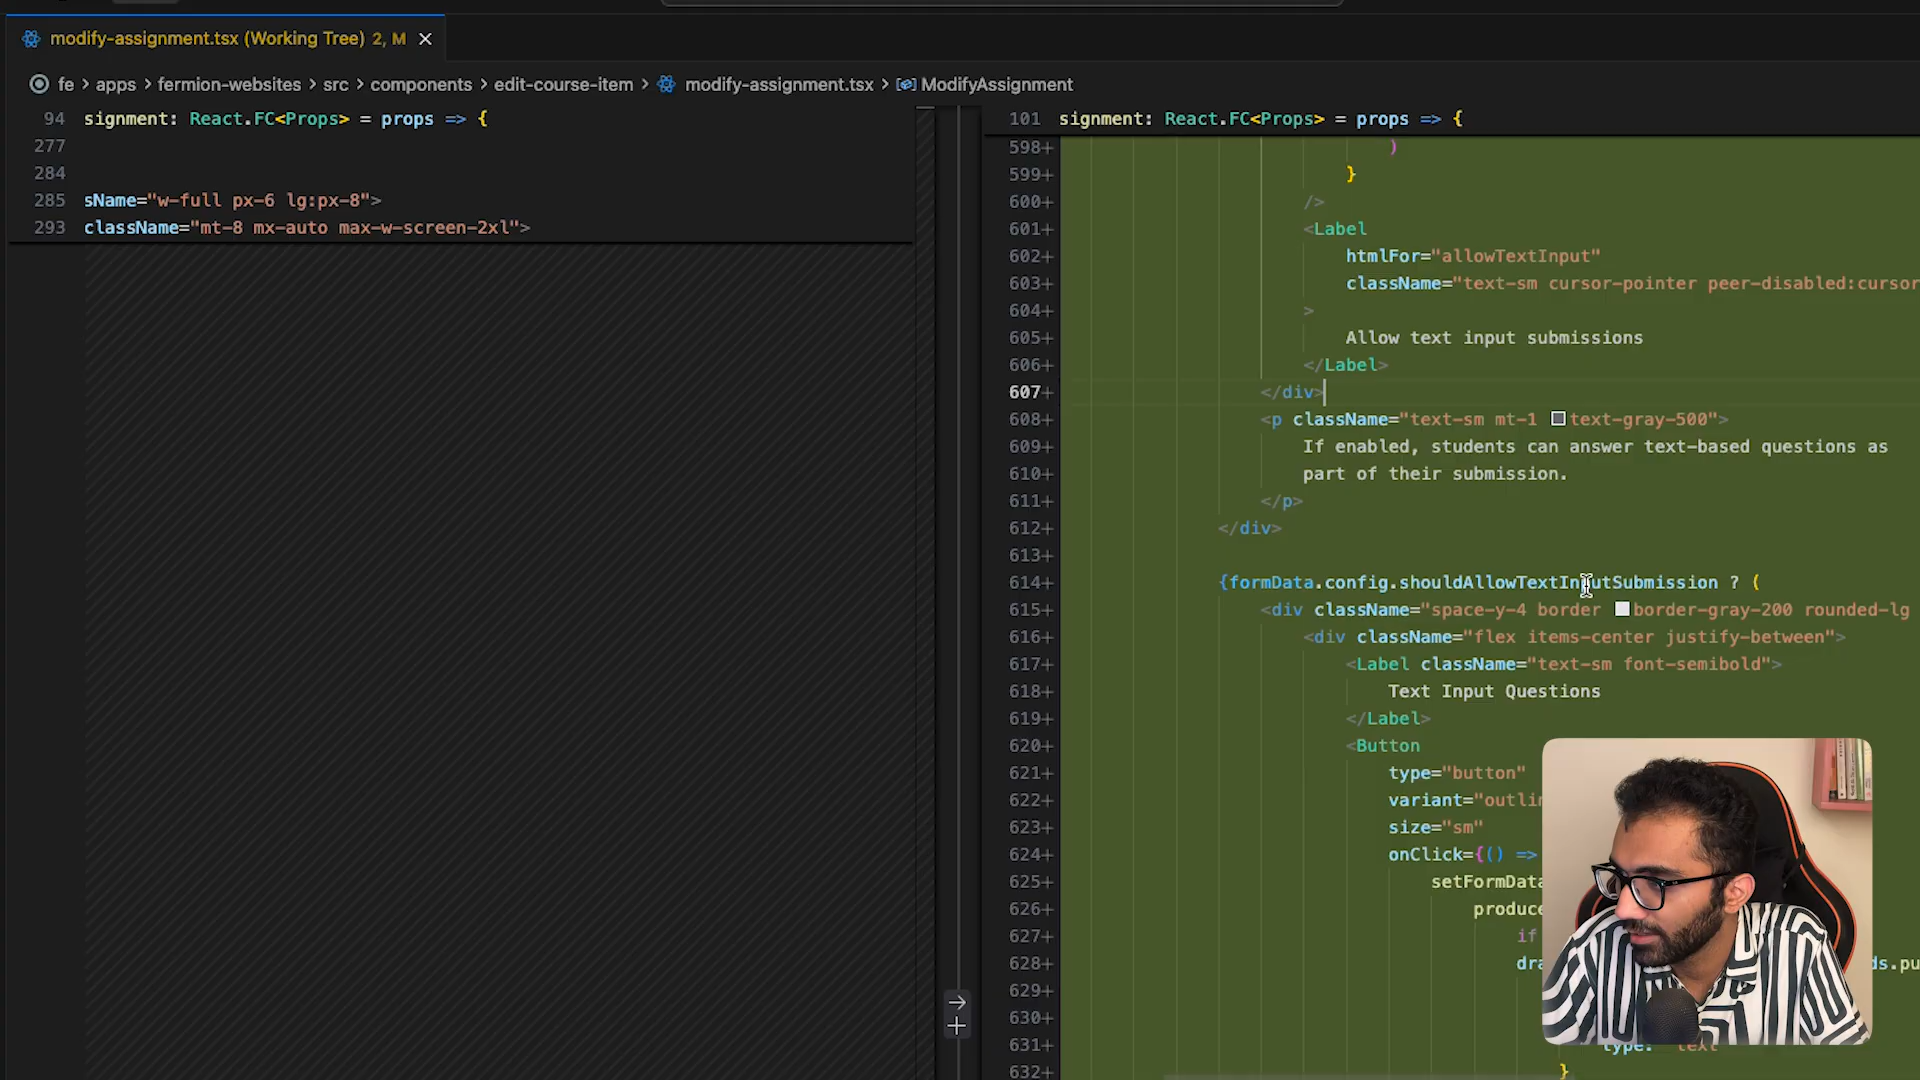 modify-assignment.tsx (Working Tree) 2, M
fe > apps > fermion-websites > src > components > edit-course-item > modify-assignment.tsx > ModifyAssignment
94 signment: React.FC<Props> = props => {
277
284
285 sName="w-full px-6 lg:px-8">
293 className="mt-8 mx-auto max-w-screen-2xl">
101 signment: React.FC<Props> = props => {
598+ )
599+ }
600+ />
601+ <Label
602+ htmlFor="allowTextInput"
603+ className="text-sm cursor-pointer peer-disabled:cursor
604+ >
605+ Allow text input submissions
606+ </Label>
607+ </div>
608+ <p className="text-sm mt-1 text-gray-500">
609+ If enabled, students can answer text-based questions as
610+ part of their submission.
611+ </p>
612+ </div>
613+
614+ {formData.config.shouldAllowTextInputSubmission ? (
615+ <div className="space-y-4 border border-gray-200 rounded-lg
616+ <div className="flex items-center justify-between">
617+ <Label className="text-sm font-semibold">
618+ Text Input Questions
619+ </Label>
620+ <Button
621+ type="button"
622+ variant="outlin
623+ size="sm"
624+ onClick={() =>
625+ setFormData
626+ produce
627+ if
628+ dra ds.pu
629+
630+
631+ type: "text
632+ }